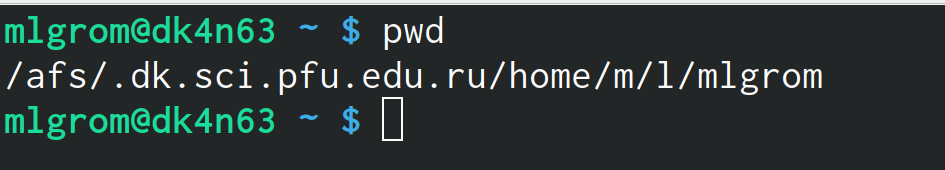 mlgrom@dk4n63 ~ $ pwd
/afs/.dk.sci.pfu.edu.ru/home/m/l/mlgrom
mlgrom@dk4n63 ~ $